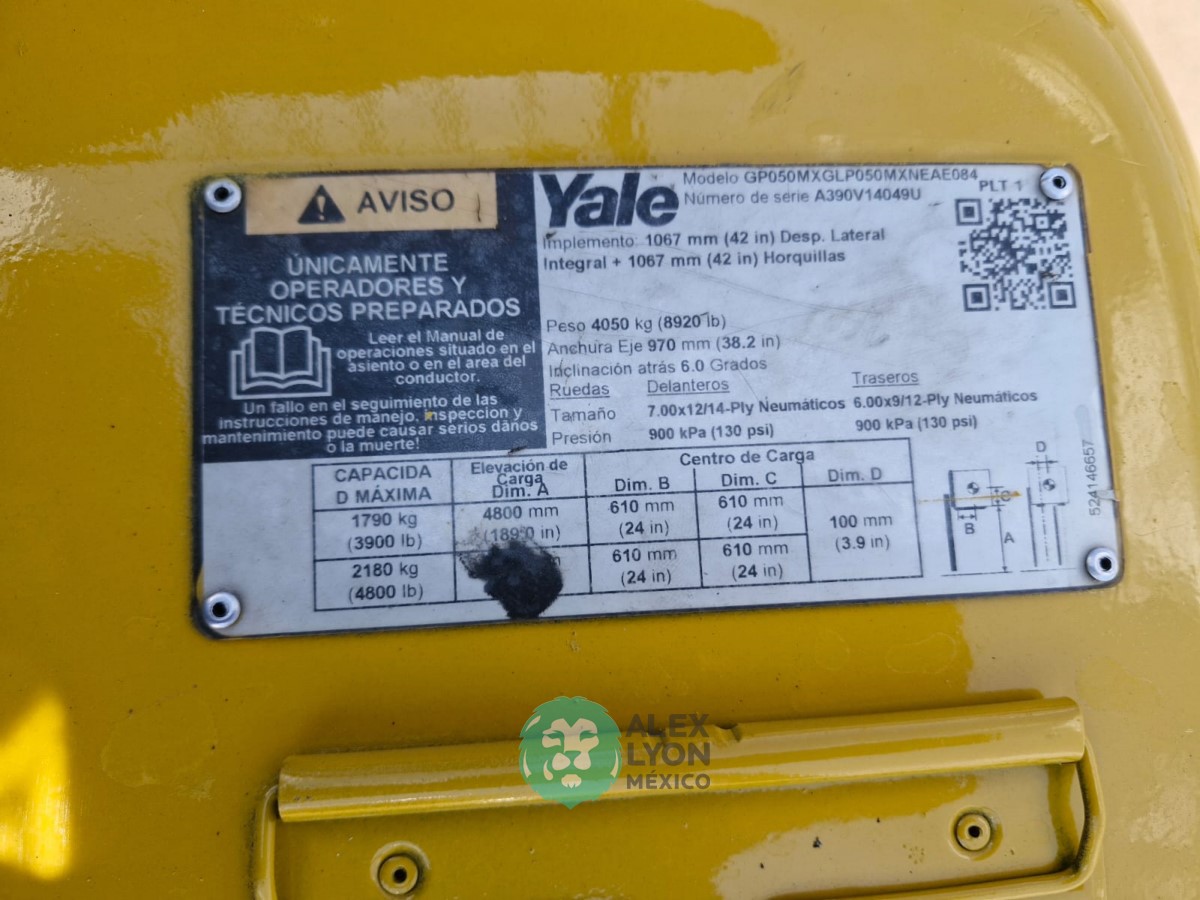 AVISO
ÚNICAMENTE
OPERADORES Y
TÉCNICOS PREPARADOS
Leer el Manual de
operaciones situado en el
asiento o en el area del
conductor.
Un fallo en el seguimiento de las
instrucciones de manejo, inspeccion y
mantenimiento puede causar serios daños
o la muerte!
Yale
Modelo GP050MXGLP050MXNEAE084
Número de serie A390V14049U
PLT 1
Implemento: 1067 mm (42 in) Desp. Lateral
Integral + 1067 mm (42 in) Horquillas
Peso 4050 kg (8920 lb)
Anchura Eje 970 mm (38.2 in)
Inclinación atrás 6.0 Grados
Ruedas Delanteros Traseros
Tamaño 7.00x12/14-Ply Neumáticos 6.00x9/12-Ply Neumáticos
Presión 900 kPa (130 psi) 900 kPa (130 psi)
CAPACIDA
D MÁXIMA
Elevación de
Carga
Dim. A
Centro de Carga
Dim. B Dim. C Dim. D
1790 kg
(3900 lb)
4800 mm
(189.0 in)
610 mm
(24 in)
610 mm
(24 in)
100 mm
(3.9 in)
2180 kg
(4800 lb)
610 mm
(24 in)
610 mm
(24 in)
D
C
B
A
524146657
ALEX
LYON
MÉXICO